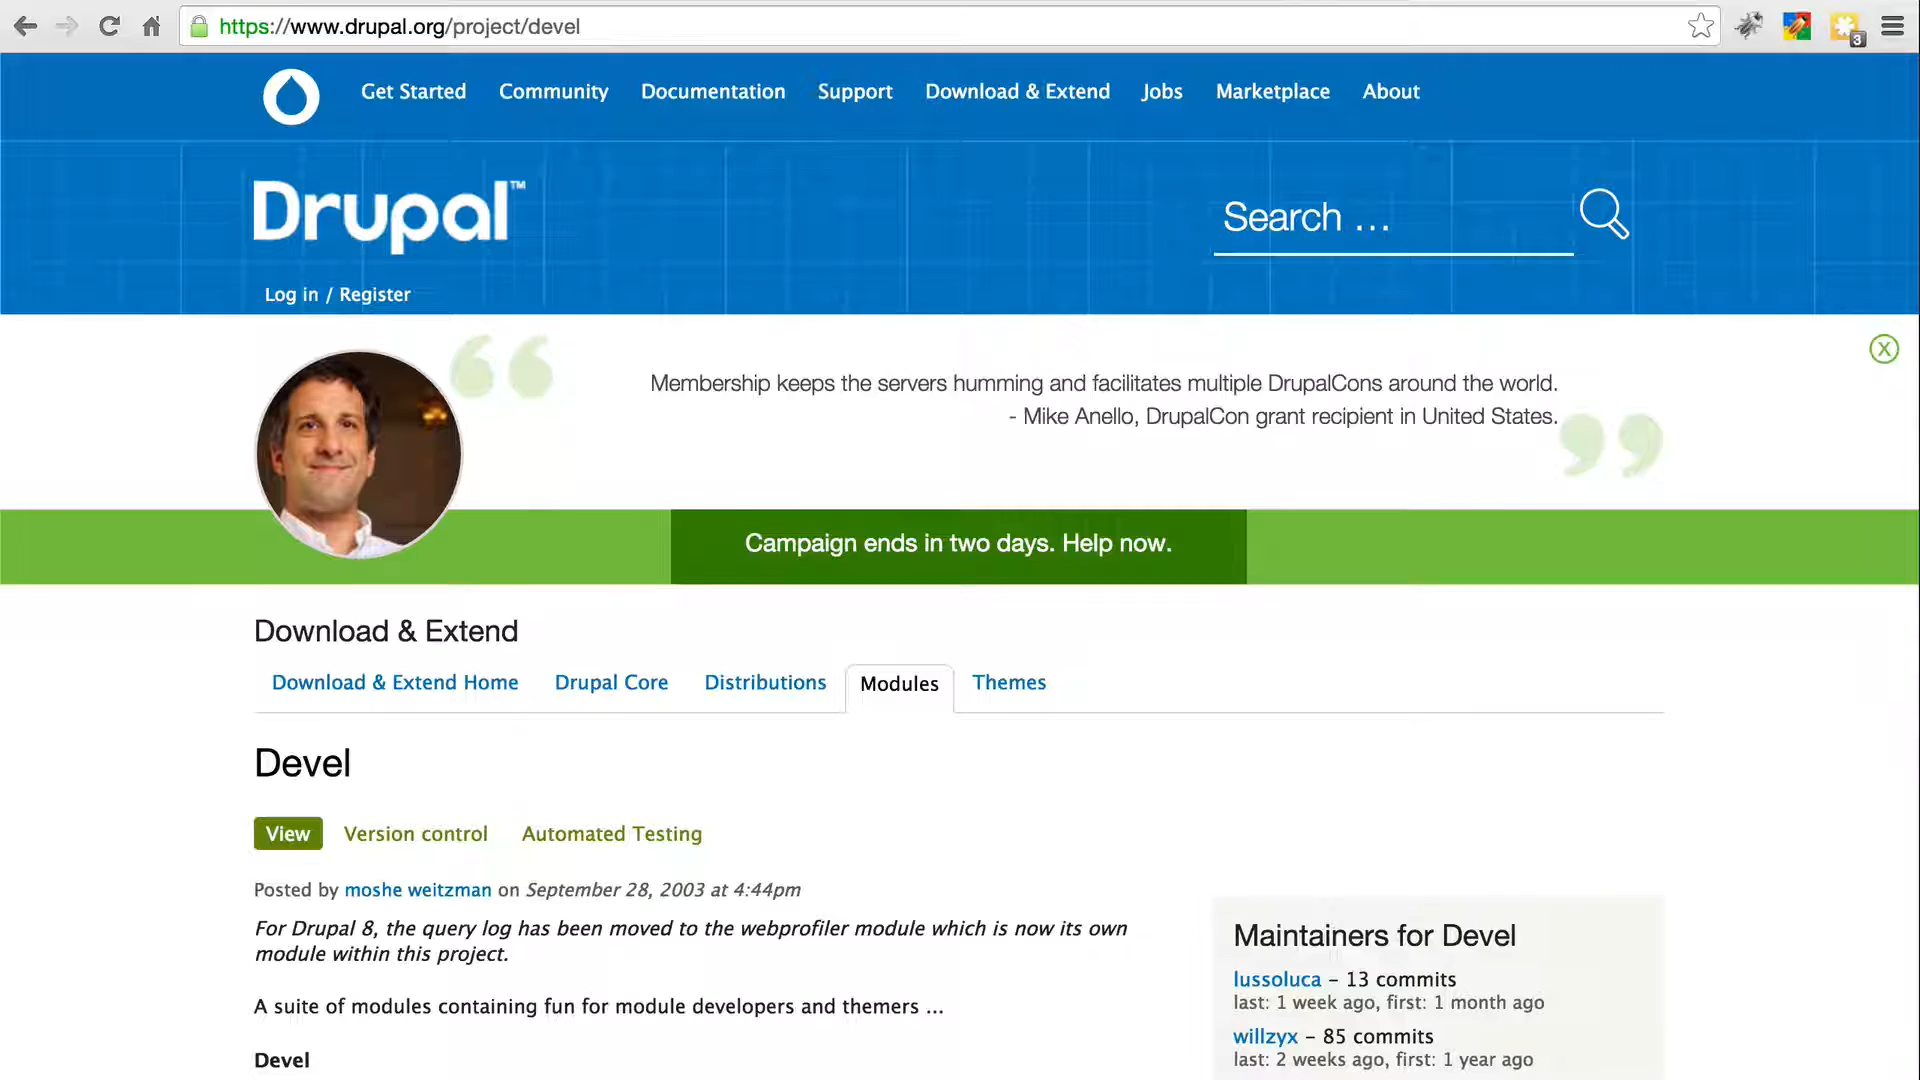 https://www.drupal.org/project/devel
3
Get Started Community Documentation Support Download & Extend Jobs Marketplace About
Drupal™
Search ...
Log in / Register
Membership keeps the servers humming and facilitates multiple DrupalCons around the world.
- Mike Anello, DrupalCon grant recipient in United States.
Campaign ends in two days. Help now.
Download & Extend
Download & Extend Home Drupal Core Distributions Modules Themes
Devel
View Version control Automated Testing
Posted by moshe weitzman on September 28, 2003 at 4:44pm
For Drupal 8, the query log has been moved to the webprofiler module which is now its own
module within this project.
A suite of modules containing fun for module developers and themers ...
Devel
Maintainers for Devel
lussoluca – 13 commits
last: 1 week ago, first: 1 month ago
willzyx – 85 commits
last: 2 weeks ago, first: 1 year ago